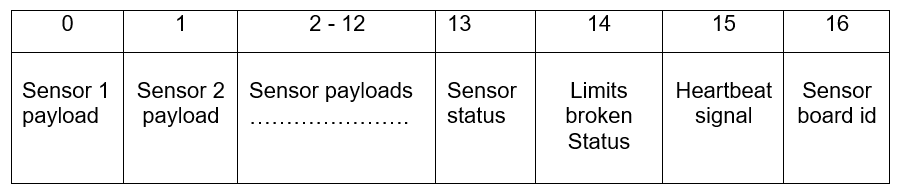 0 1 2 - 12 13 14 15 16
Sensor 1 Sensor 2 Sensor payloads Sensor Limits Heartbeat Sensor
payload payload …………………. status broken signal board id
Status